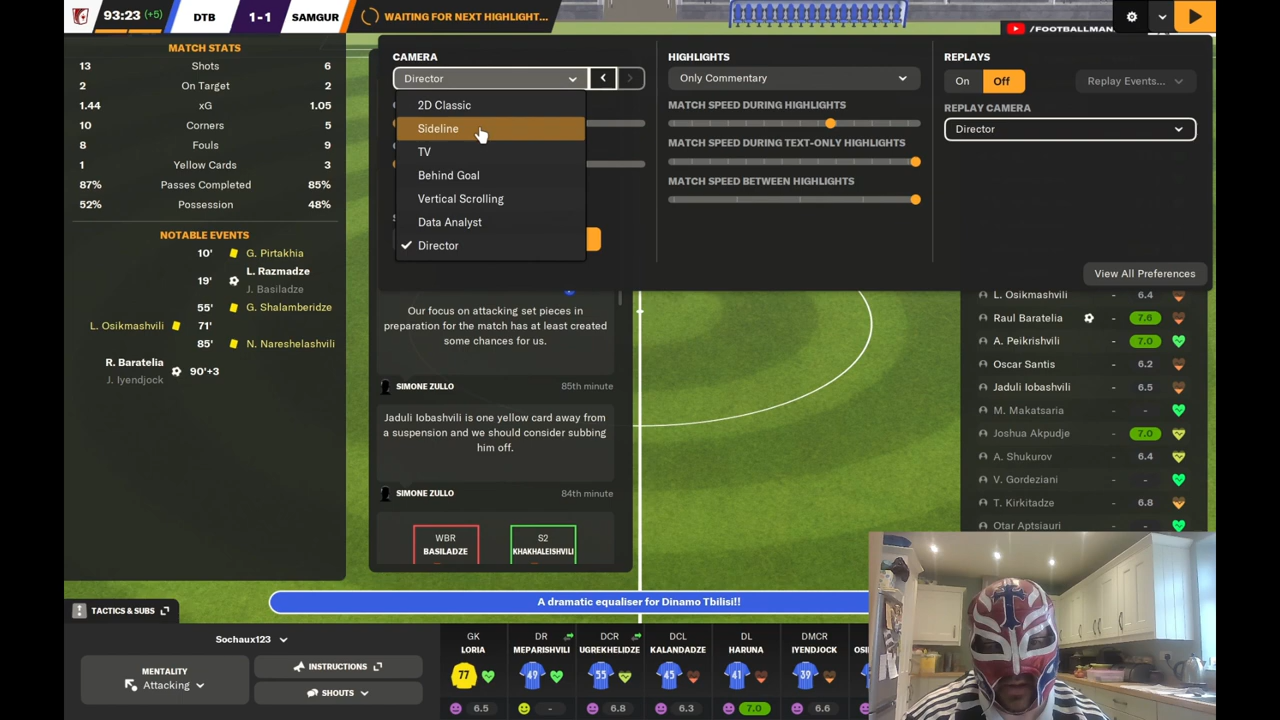 93:23 (+5) DTB 1-1 SAMGUR WAITING FOR NEXT HIGHLIGHT...
/FOOTBALLMAN
MATCH STATS
13 Shots 6
2 On Target 2
1.44 xG 1.05
10 Corners 5
8 Fouls 9
1 Yellow Cards 3
87% Passes Completed 85%
52% Possession 48%
NOTABLE EVENTS
10' G. Pirtakhia
19' L. Razmadze
J. Basiladze
55' G. Shalamberidze
L. Osikmashvili 71'
85' N. Nareshelashvili
R. Baratelia 90'+3
J. Iyendjock
CAMERA
Director
2D Classic
Sideline
TV
Behind Goal
Vertical Scrolling
Data Analyst
Director
HIGHLIGHTS
Only Commentary
MATCH SPEED DURING HIGHLIGHTS
MATCH SPEED DURING TEXT-ONLY HIGHLIGHTS
MATCH SPEED BETWEEN HIGHLIGHTS
REPLAYS
On Off Replay Events...
REPLAY CAMERA
Director
View All Preferences
Our focus on attacking set pieces in
preparation for the match has at least created
some chances for us.
SIMONE ZULLO 85th minute
Jaduli Iobashvili is one yellow card away from
a suspension and we should consider subbing
him off.
SIMONE ZULLO 84th minute
WBR
BASILADZE
S2
KHAKHALEISHVILI
L. Osikmashvili - 6.4
Raul Baratelia - 7.6
A. Peikrishvili - 7.0
Oscar Santis - 6.2
Jaduli Iobashvili - 6.5
M. Makatsaria - -
Joshua Akpudje - 7.0
A. Shukurov - 6.4
V. Gordeziani - -
T. Kirkitadze - 6.8
Otar Aptsiauri - -
A dramatic equaliser for Dinamo Tbilisi!!
TACTICS & SUBS
Sochaux123
MENTALITY
Attacking
INSTRUCTIONS
SHOUTS
GK DR DCR DCL DL DMCR
LORIA MEPARISHVILI UGREKHELIDZE KALANDADZE HARUNA IYENDJOCK
77 49 55 45 41 39
6.5 - 6.8 6.3 7.0 6.6